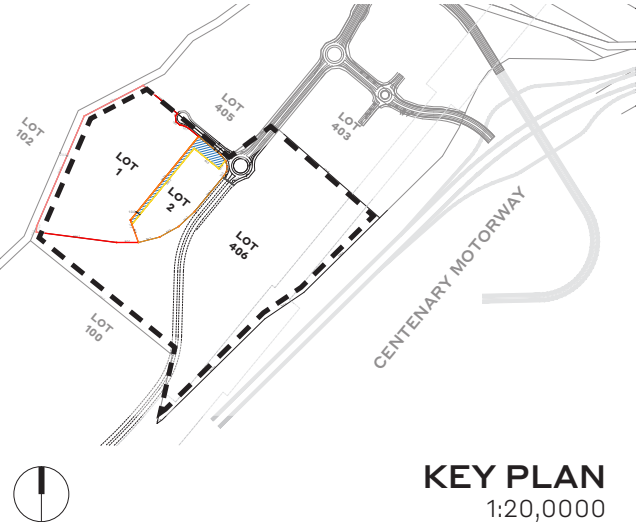 LOT
405
LOT
403
LOT
102
LOT
1
LOT
2
LOT
406
LOT
100
CENTENARY MOTORWAY
KEY PLAN
1:20,0000